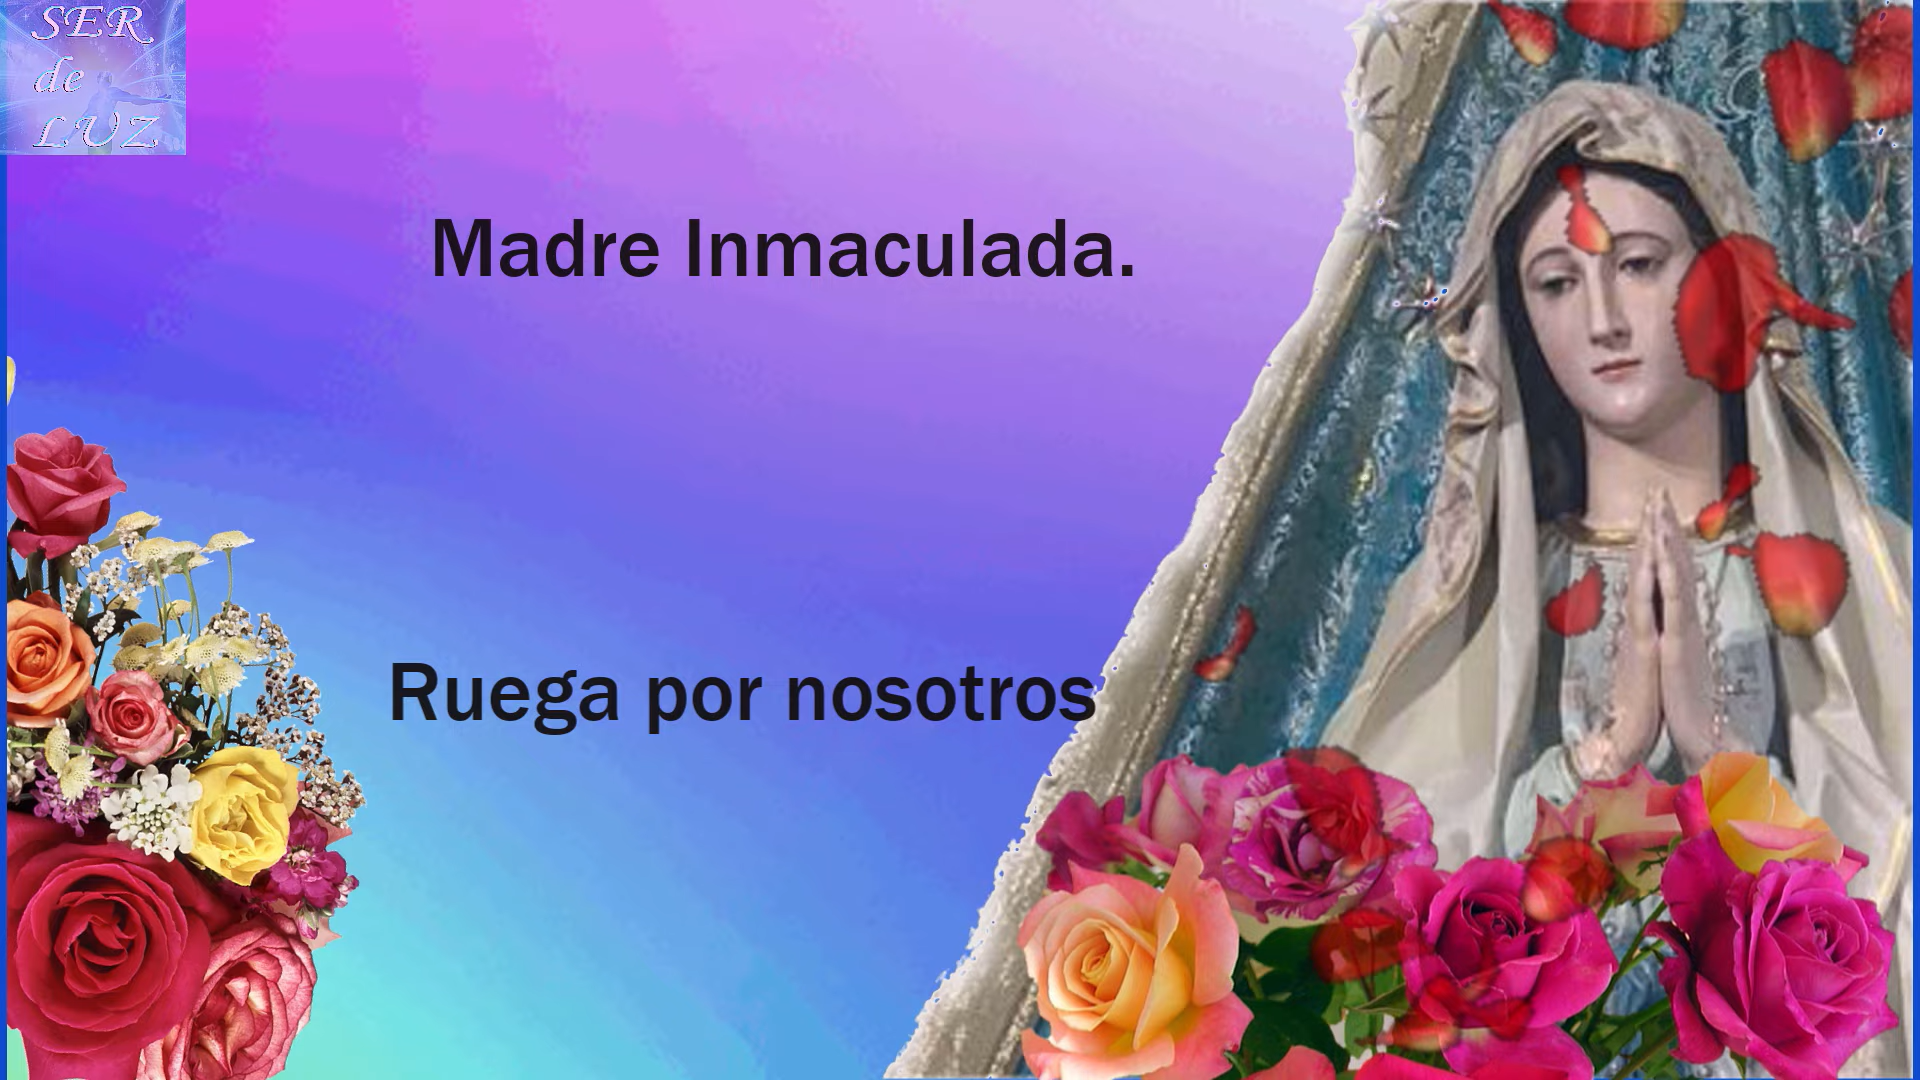 SER
de
LUZ
Madre Inmaculada.
Ruega por nosotros